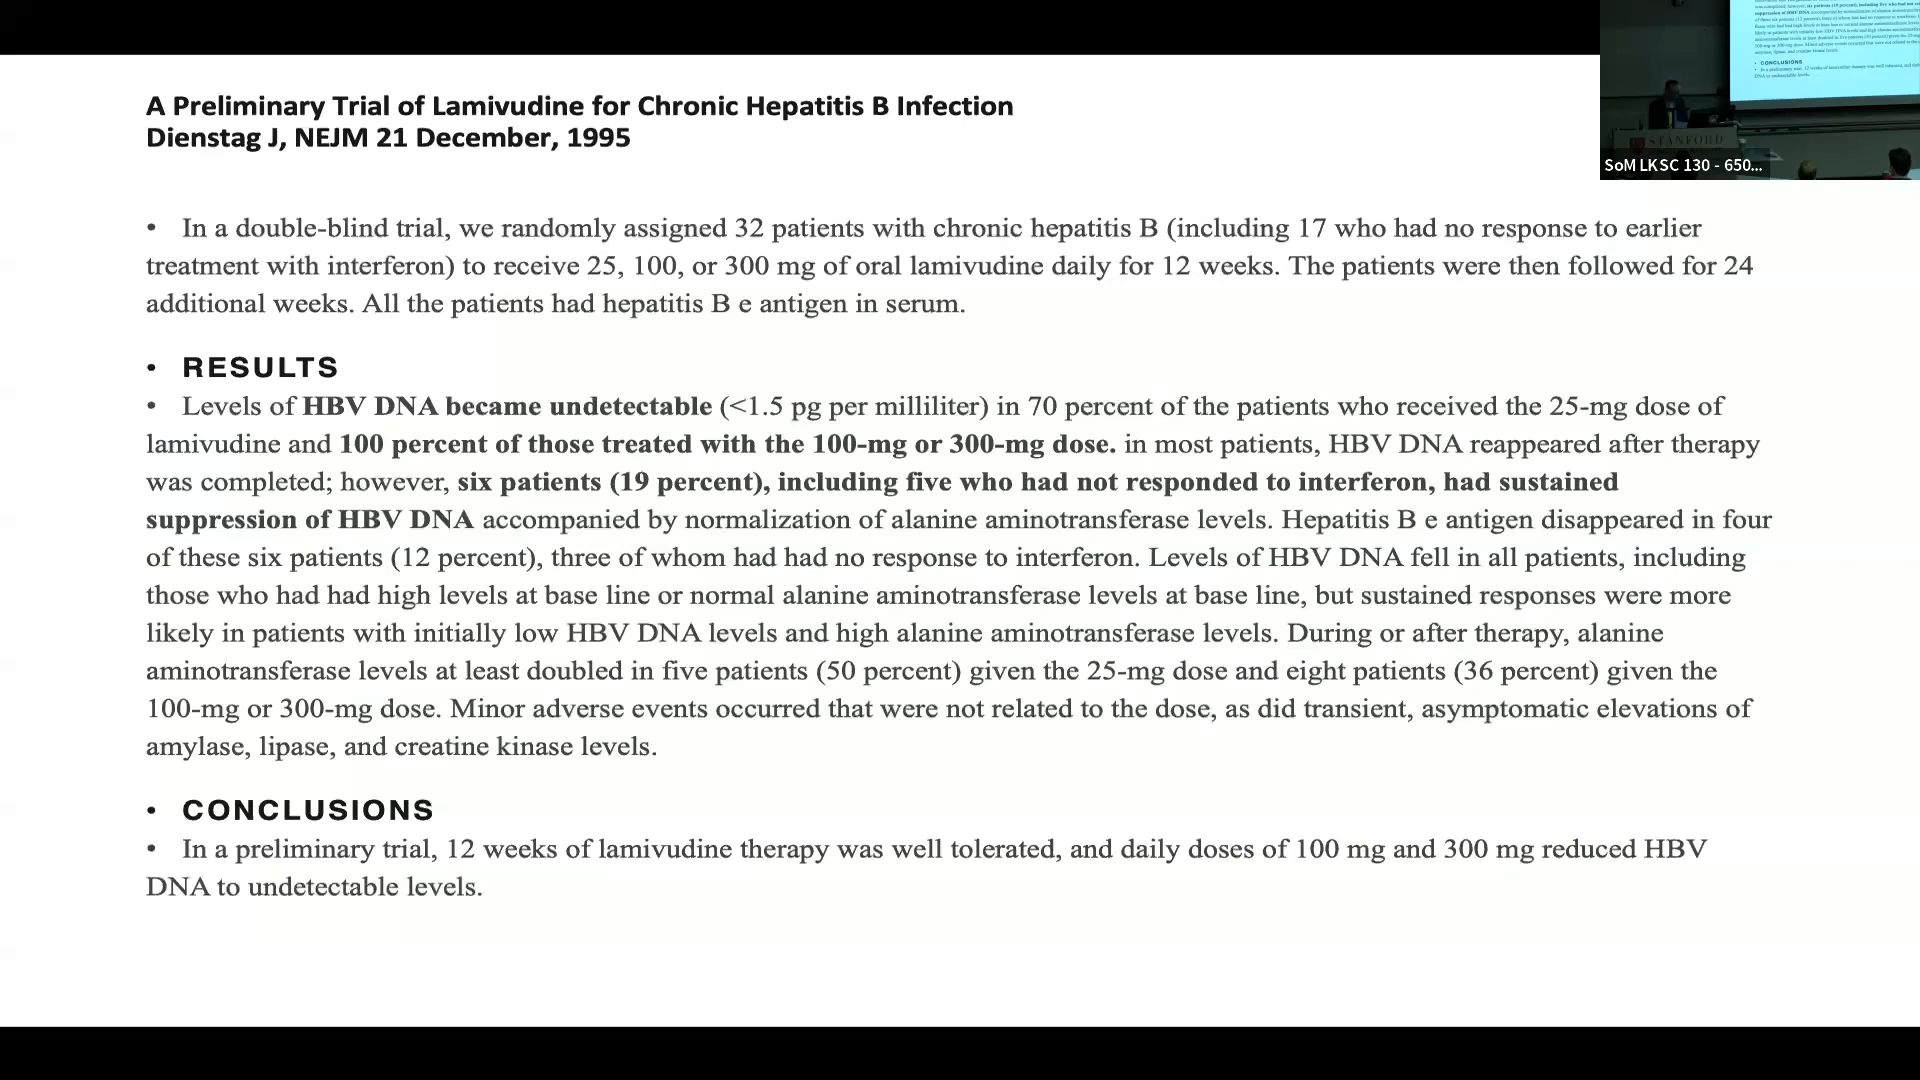 A Preliminary Trial of Lamivudine for Chronic Hepatitis B Infection
Dienstag J, NEJM 21 December, 1995
• In a double-blind trial, we randomly assigned 32 patients with chronic hepatitis B (including 17 who had no response to earlier
treatment with interferon) to receive 25, 100, or 300 mg of oral lamivudine daily for 12 weeks. The patients were then followed for 24
additional weeks. All the patients had hepatitis B e antigen in serum.
• RESULTS
• Levels of HBV DNA became undetectable (<1.5 pg per milliliter) in 70 percent of the patients who received the 25-mg dose of
lamivudine and 100 percent of those treated with the 100-mg or 300-mg dose. in most patients, HBV DNA reappeared after therapy
was completed; however, six patients (19 percent), including five who had not responded to interferon, had sustained
suppression of HBV DNA accompanied by normalization of alanine aminotransferase levels. Hepatitis B e antigen disappeared in four
of these six patients (12 percent), three of whom had had no response to interferon. Levels of HBV DNA fell in all patients, including
those who had had high levels at base line or normal alanine aminotransferase levels at base line, but sustained responses were more
likely in patients with initially low HBV DNA levels and high alanine aminotransferase levels. During or after therapy, alanine
aminotransferase levels at least doubled in five patients (50 percent) given the 25-mg dose and eight patients (36 percent) given the
100-mg or 300-mg dose. Minor adverse events occurred that were not related to the dose, as did transient, asymptomatic elevations of
amylase, lipase, and creatine kinase levels.
• CONCLUSIONS
• In a preliminary trial, 12 weeks of lamivudine therapy was well tolerated, and daily doses of 100 mg and 300 mg reduced HBV
DNA to undetectable levels.
STANFORD
SoM LKSC 130 - 650...